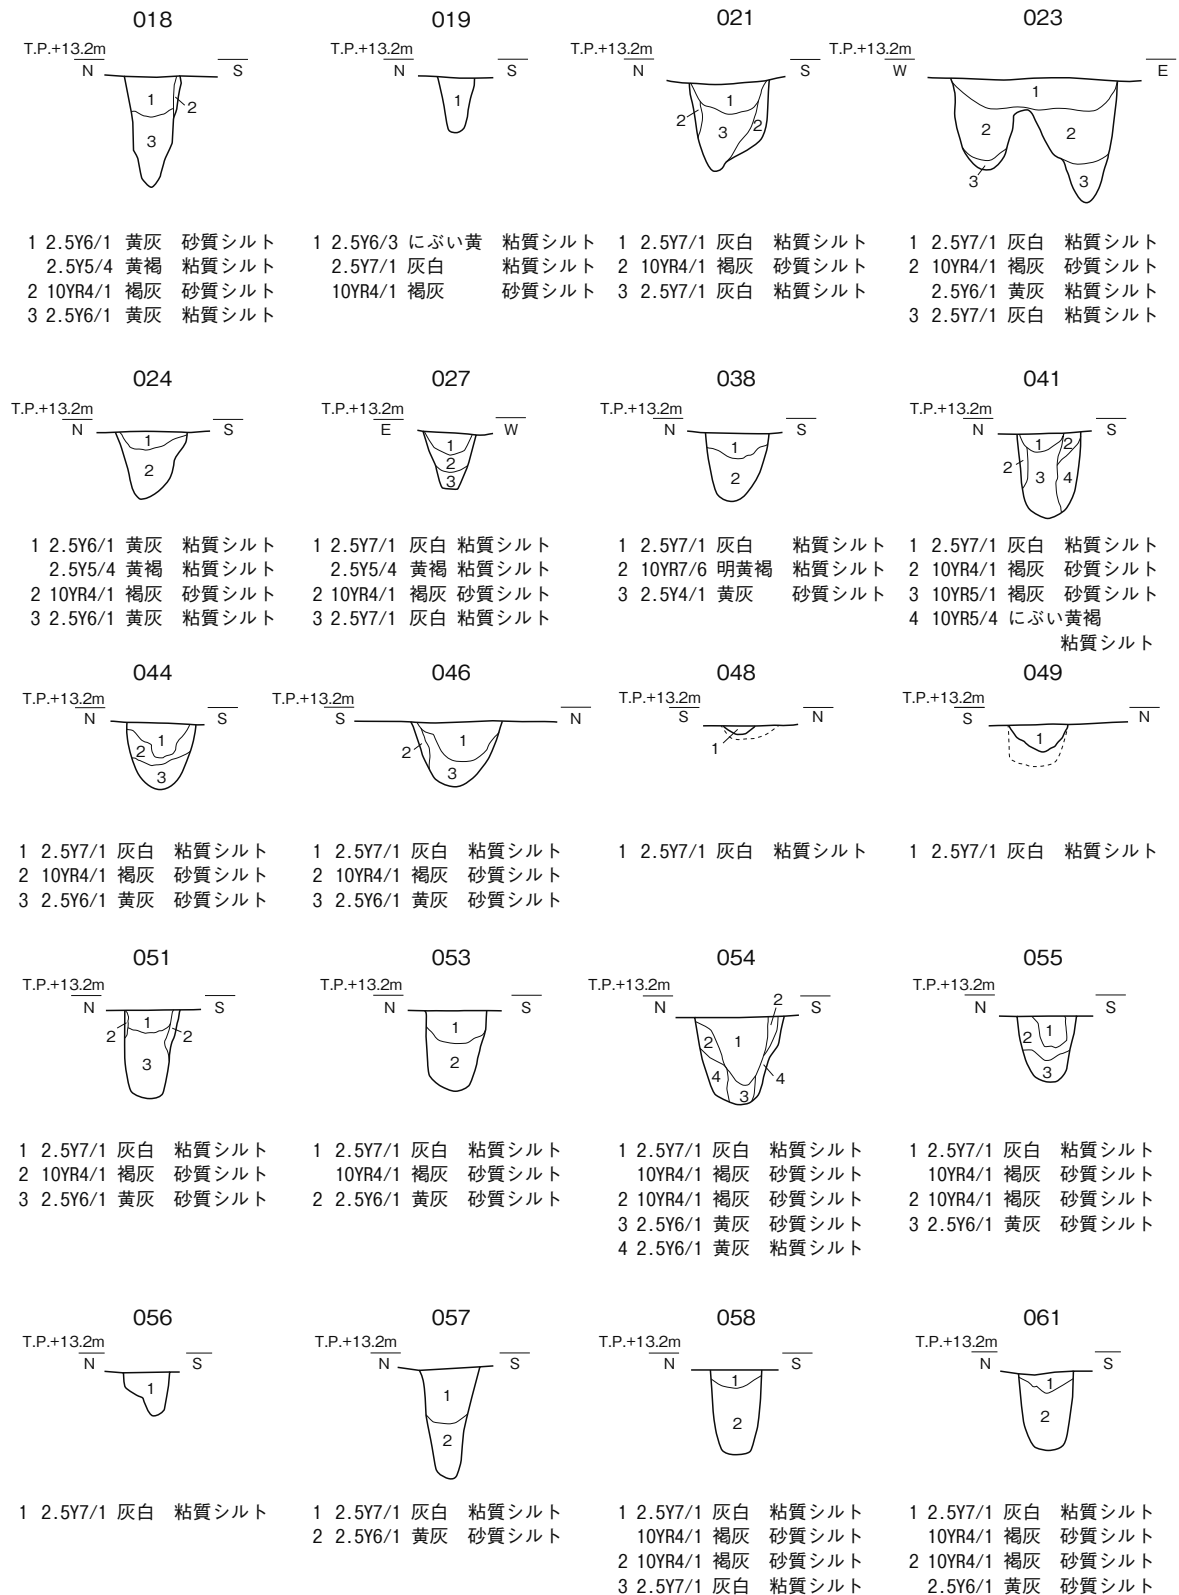 018
T.P.+13.2m
N S
1
2
3
1 2.5Y6/1 黄灰 砂質シルト
2.5Y5/4 黄褐 粘質シルト
2 10YR4/1 褐灰 砂質シルト
3 2.5Y6/1 黄灰 粘質シルト
019
T.P.+13.2m
N S
1
1 2.5Y6/3 にぶい黄 粘質シルト
2.5Y7/1 灰白 粘質シルト
10YR4/1 褐灰 砂質シルト
021
T.P.+13.2m
N S
1
2 3 2
1 2.5Y7/1 灰白 粘質シルト
2 10YR4/1 褐灰 砂質シルト
3 2.5Y7/1 灰白 粘質シルト
023
T.P.+13.2m
W E
1
2 2
3 3
1 2.5Y7/1 灰白 粘質シルト
2 10YR4/1 褐灰 砂質シルト
2.5Y6/1 黄灰 粘質シルト
3 2.5Y7/1 灰白 粘質シルト
024
T.P.+13.2m
N S
1
2
1 2.5Y6/1 黄灰 粘質シルト
2.5Y5/4 黄褐 粘質シルト
2 10YR4/1 褐灰 砂質シルト
3 2.5Y6/1 黄灰 粘質シルト
027
T.P.+13.2m
E W
1
2
3
1 2.5Y7/1 灰白 粘質シルト
2.5Y5/4 黄褐 粘質シルト
2 10YR4/1 褐灰 砂質シルト
3 2.5Y7/1 灰白 粘質シルト
038
T.P.+13.2m
N S
1
2
1 2.5Y7/1 灰白 粘質シルト
2 10YR7/6 明黄褐 粘質シルト
3 2.5Y4/1 黄灰 砂質シルト
041
T.P.+13.2m
N S
1 2
2 3 4
1 2.5Y7/1 灰白 粘質シルト
2 10YR4/1 褐灰 砂質シルト
3 10YR5/1 褐灰 砂質シルト
4 10YR5/4 にぶい黄褐
粘質シルト
044
T.P.+13.2m
N S
1
2
3
1 2.5Y7/1 灰白 粘質シルト
2 10YR4/1 褐灰 砂質シルト
3 2.5Y6/1 黄灰 砂質シルト
046
T.P.+13.2m
S N
1
2
3
1 2.5Y7/1 灰白 粘質シルト
2 10YR4/1 褐灰 砂質シルト
3 2.5Y6/1 黄灰 砂質シルト
048
T.P.+13.2m
S N
1
1 2.5Y7/1 灰白 粘質シルト
049
T.P.+13.2m
S N
1
1 2.5Y7/1 灰白 粘質シルト
051
T.P.+13.2m
N S
1
2 2
3
1 2.5Y7/1 灰白 粘質シルト
2 10YR4/1 褐灰 砂質シルト
3 2.5Y6/1 黄灰 砂質シルト
053
T.P.+13.2m
N S
1
2
1 2.5Y7/1 灰白 粘質シルト
10YR4/1 褐灰 砂質シルト
2 2.5Y6/1 黄灰 砂質シルト
054
T.P.+13.2m
N S
2
2 1
4 3 4
1 2.5Y7/1 灰白 粘質シルト
10YR4/1 褐灰 砂質シルト
2 10YR4/1 褐灰 砂質シルト
3 2.5Y6/1 黄灰 砂質シルト
4 2.5Y6/1 黄灰 粘質シルト
055
T.P.+13.2m
N S
2 1
3
1 2.5Y7/1 灰白 粘質シルト
10YR4/1 褐灰 砂質シルト
2 10YR4/1 褐灰 砂質シルト
3 2.5Y6/1 黄灰 砂質シルト
056
T.P.+13.2m
N S
1
1 2.5Y7/1 灰白 粘質シルト
057
T.P.+13.2m
N S
1
2
1 2.5Y7/1 灰白 粘質シルト
2 2.5Y6/1 黄灰 砂質シルト
058
T.P.+13.2m
N S
1
2
1 2.5Y7/1 灰白 粘質シルト
10YR4/1 褐灰 砂質シルト
2 10YR4/1 褐灰 砂質シルト
3 2.5Y7/1 灰白 粘質シルト
061
T.P.+13.2m
N S
1
2
1 2.5Y7/1 灰白 粘質シルト
10YR4/1 褐灰 砂質シルト
2 10YR4/1 褐灰 砂質シルト
2.5Y6/1 黄灰 砂質シルト